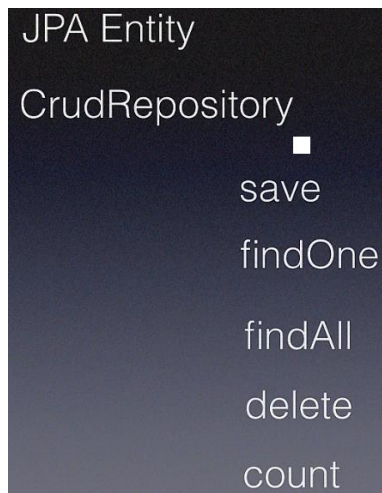 JPA Entity
CrudRepository
save
findOne
findAll
delete
count